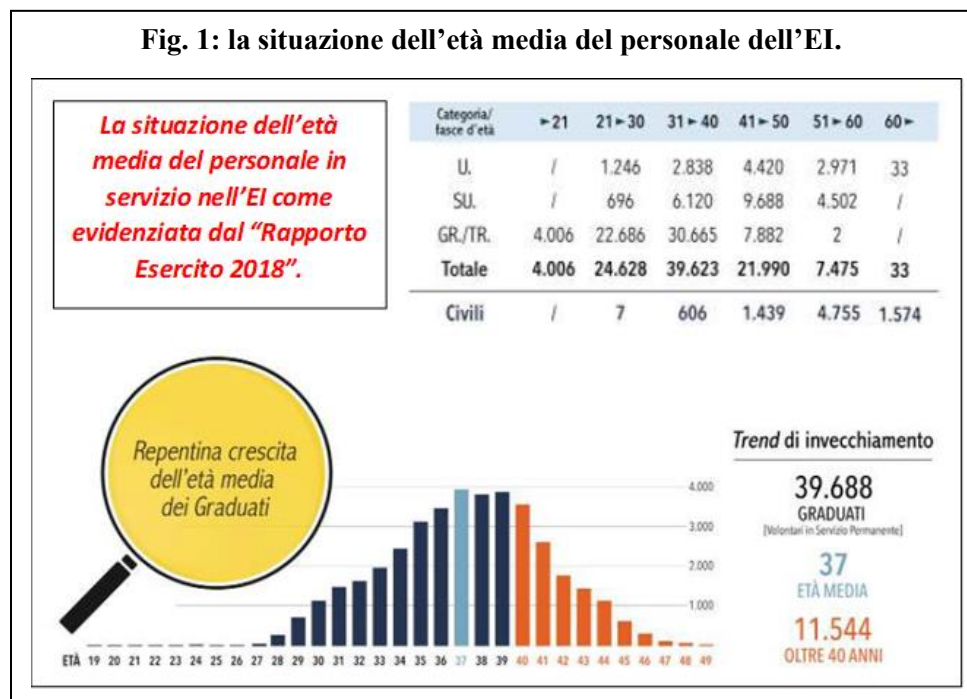 Fig. 1: la situazione dell’età media del personale dell’EI.
La situazione dell’età
media del personale in
servizio nell’EI come
evidenziata dal “Rapporto
Esercito 2018”.
Categoria/
fasce d'età ►21 21►30 31►40 41►50 51►60 60►
U. / 1.246 2.838 4.420 2.971 33
SU. / 696 6.120 9.688 4.502 /
GR./TR. 4.006 22.686 30.665 7.882 2 /
Totale 4.006 24.628 39.623 21.990 7.475 33
Civili / 7 606 1.439 4.755 1.574
Repentina crescita
dell'età media
dei Graduati
4.000
3.000
2.000
1.000
ETÀ 19 20 21 22 23 24 25 26 27 28 29 30 31 32 33 34 35 36 37 38 39 40 41 42 43 44 45 46 47 48 49
Trend di invecchiamento
39.688
GRADUATI
[Volontari in Servizio Permanente]
37
ETÀ MEDIA
11.544
OLTRE 40 ANNI